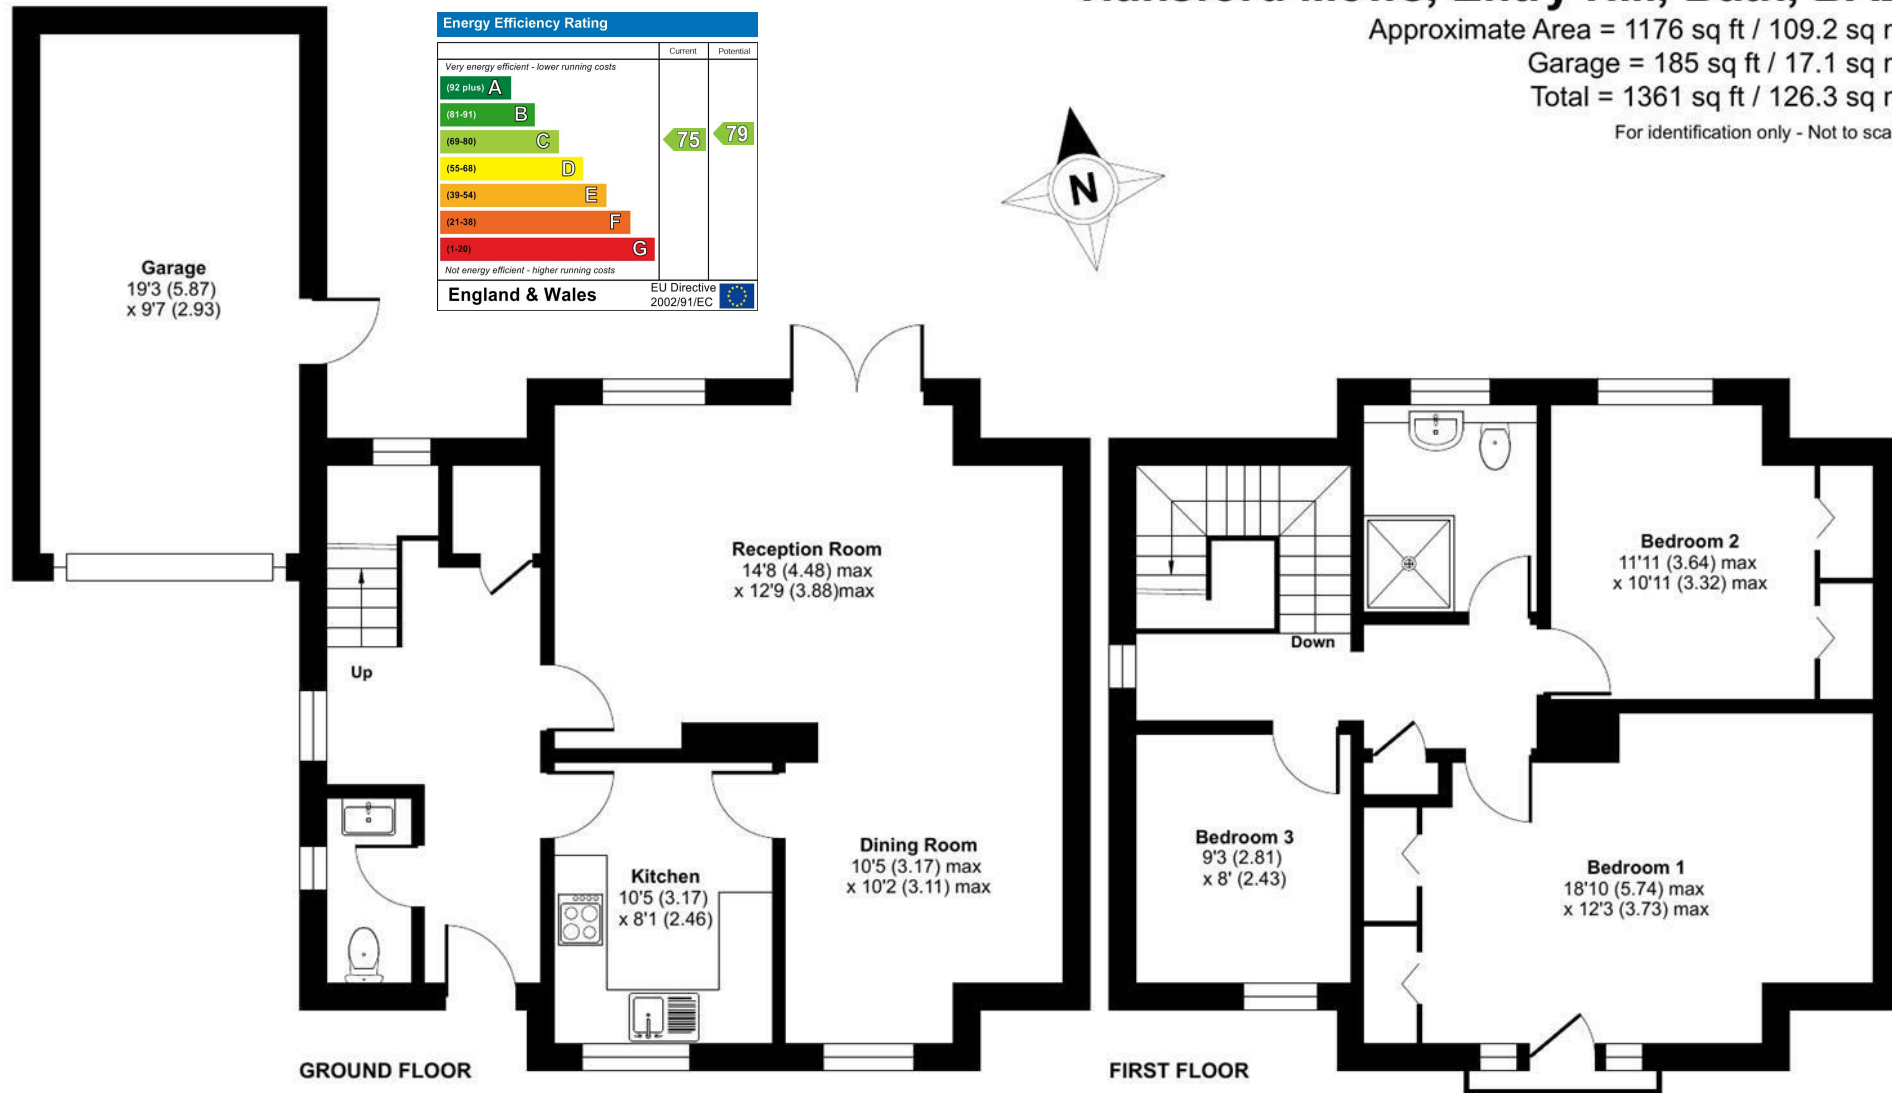 Approximate Area = 1176 sq ft / 109.2 sq
Garage = 185 sq ft / 17.1 sq
Total = 1361 sq ft / 126.3 sq
For identification only - Not to
Energy Efficiency Rating
Current Potential
Very energy efficient - lower running costs
(92 plus) A
(81-91) B
(69-80) C
75 79
(55-68) D
(39-54) E
(21-38) F
(1-20) G
Not energy efficient - higher running costs
England & Wales
EU Directive
2002/91/EC
N
Garage
19'3 (5.87)
x 9'7 (2.93)
Reception Room
14'8 (4.48) max
x 12'9 (3.88)max
Up
Kitchen
10'5 (3.17)
x 8'1 (2.46)
Dining Room
10'5 (3.17) max
x 10'2 (3.11) max
GROUND FLOOR
Bedroom 2
11'11 (3.64) max
x 10'11 (3.32) max
Down
Bedroom 3
9'3 (2.81)
x 8' (2.43)
Bedroom 1
18'10 (5.74) max
x 12'3 (3.73) max
FIRST FLOOR